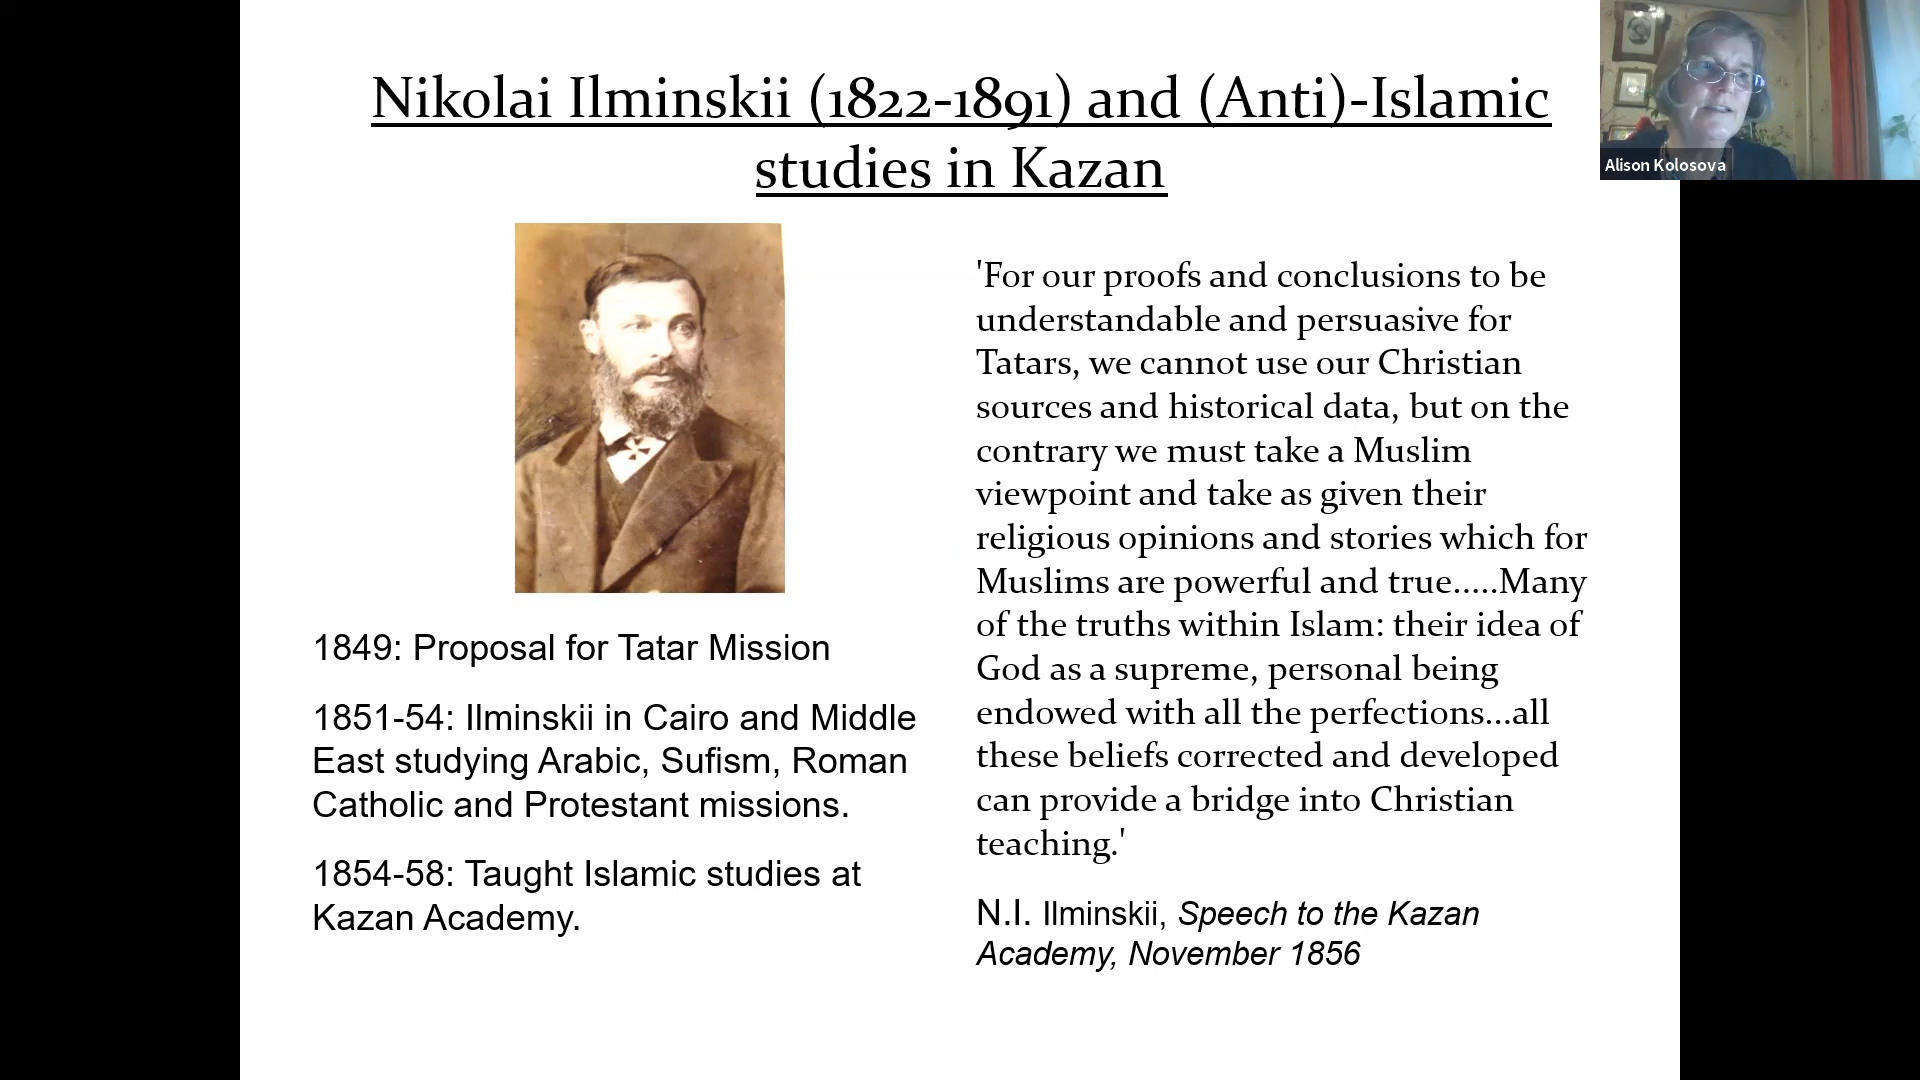 Nikolai Ilminskii (1822-1891) and (Anti)-Islamic
studies in Kazan
Alison Kolosova
1849: Proposal for Tatar Mission
1851-54: Ilminskii in Cairo and Middle
East studying Arabic, Sufism, Roman
Catholic and Protestant missions.
1854-58: Taught Islamic studies at
Kazan Academy.
'For our proofs and conclusions to be
understandable and persuasive for
Tatars, we cannot use our Christian
sources and historical data, but on the
contrary we must take a Muslim
viewpoint and take as given their
religious opinions and stories which for
Muslims are powerful and true.....Many
of the truths within Islam: their idea of
God as a supreme, personal being
endowed with all the perfections...all
these beliefs corrected and developed
can provide a bridge into Christian
teaching.'
N.I. Ilminskii, Speech to the Kazan
Academy, November 1856